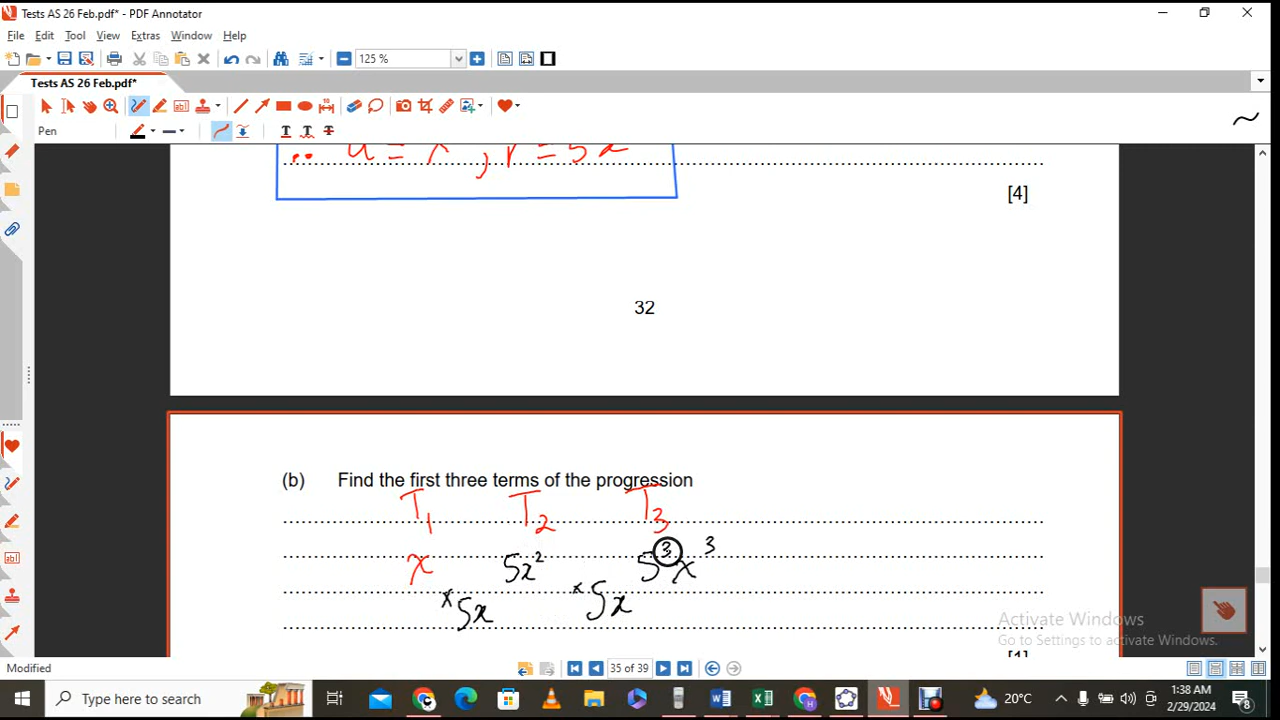 Tests AS 26 Feb.pdf* - PDF Annotator
File Edit Tool View Extras Window Help
125 %
Tests AS 26 Feb.pdf*
Pen
[4]
32
(b) Find the first three terms of the progression
T1 T2 T3
x 5x² 5³x³
×5x ×5x
Activate Windows
Go to Settings to activate Windows.
Modified
35 of 39
Type here to search
20°C
1:38 AM
2/29/2024
8